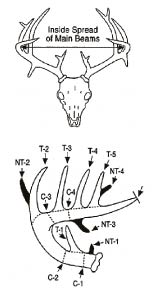 Inside Spread
of Main Beams
T-2
T-3
T-4
T-5
NT-2
NT-4
C-3
C-4
T-1
NT-3
NT-1
C-2
C-1